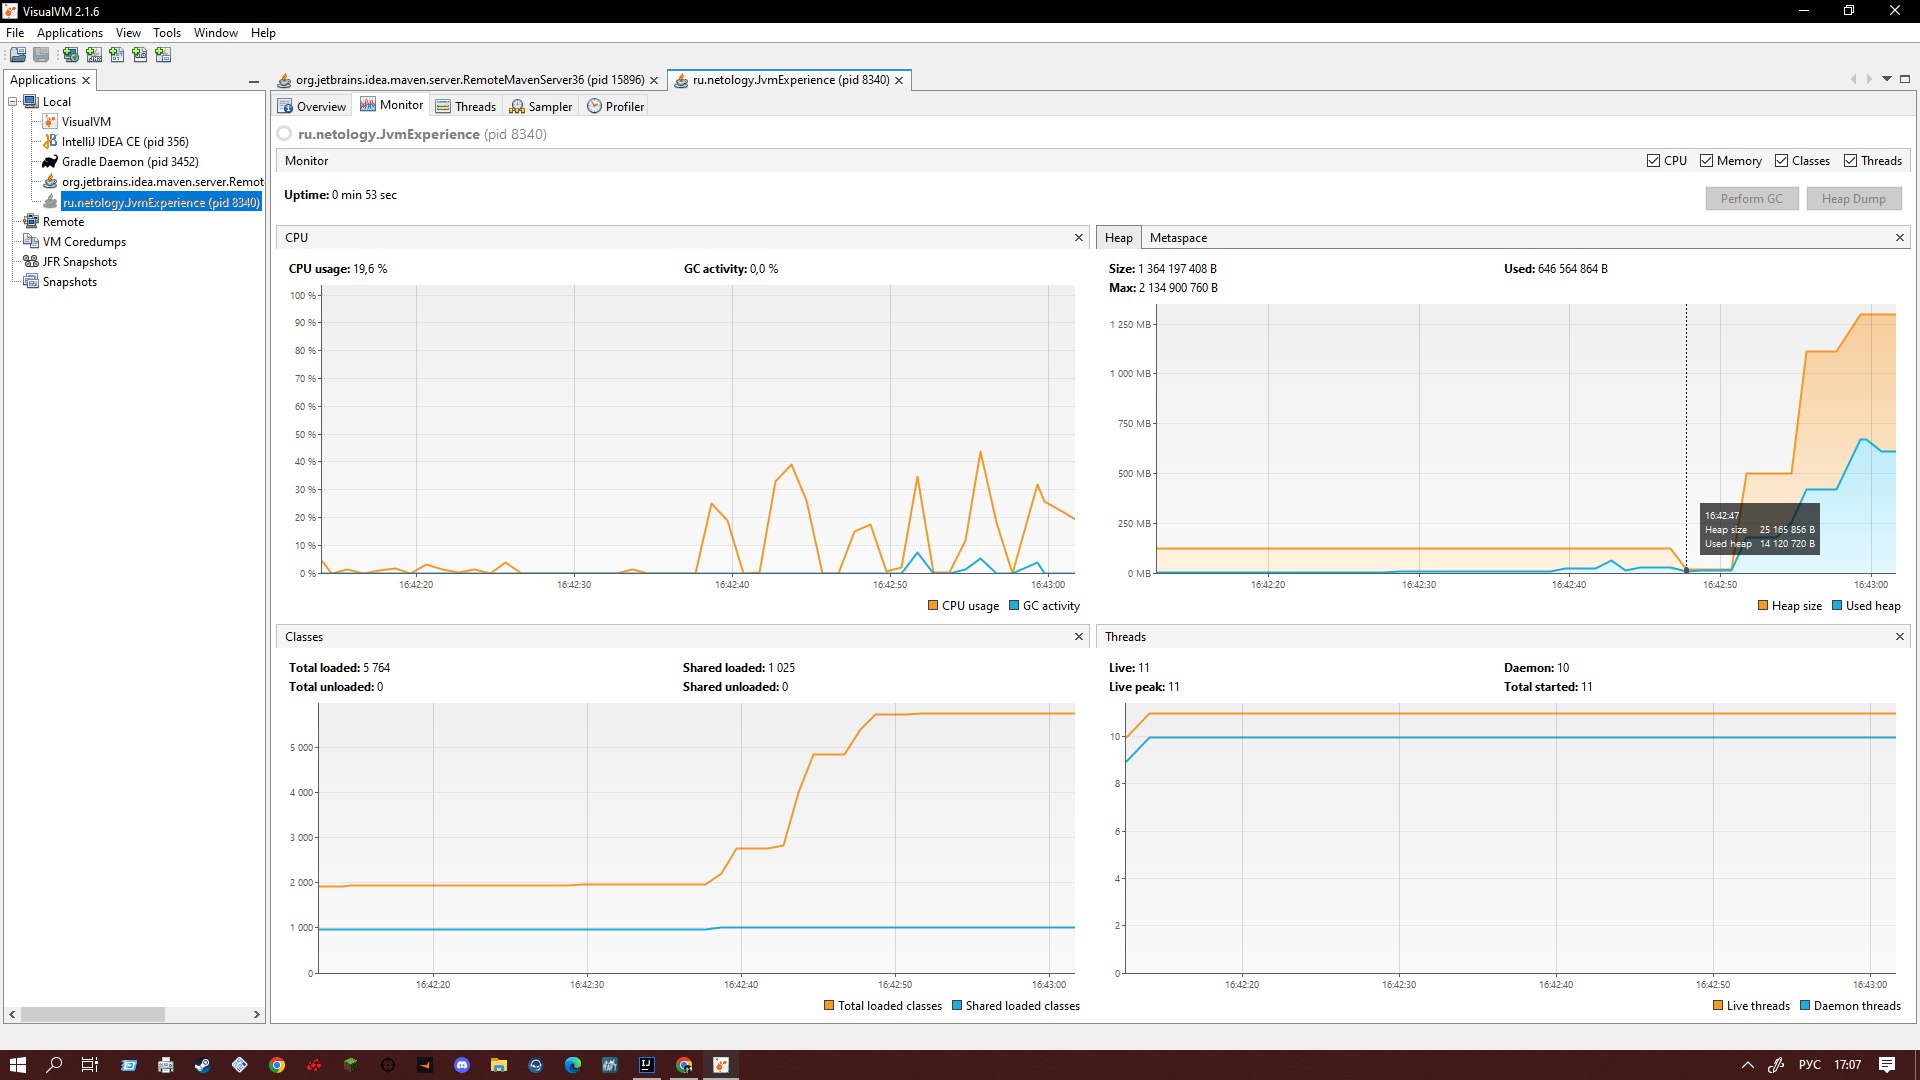 VisualVM 2.1.6
File Applications View Tools Window Help
Applications
Local
VisualVM
IntelliJ IDEA CE (pid 356)
Gradle Daemon (pid 3452)
org.jetbrains.idea.maven.server.Remot
ru.netology.JvmExperience (pid 8340)
Remote
VM Coredumps
JFR Snapshots
Snapshots
org.jetbrains.idea.maven.server.RemoteMavenServer36 (pid 15896)
ru.netology.JvmExperience (pid 8340)
Overview Monitor Threads Sampler Profiler
ru.netology.JvmExperience (pid 8340)
Monitor
CPU Memory Classes Threads
Uptime: 0 min 53 sec
Perform GC Heap Dump
CPU
CPU usage: 19,6 % GC activity: 0,0 %
100 %
90 %
80 %
70 %
60 %
50 %
40 %
30 %
20 %
10 %
0 %
16:42:20 16:42:30 16:42:40 16:42:50 16:43:00
CPU usage GC activity
Heap Metaspace
Size: 1 364 197 408 B Used: 646 564 864 B
Max: 2 134 900 760 B
1 250 MB
1 000 MB
750 MB
500 MB
250 MB
0 MB
16:42:47
Heap size 25 165 856 B
Used heap 14 120 720 B
16:42:20 16:42:30 16:42:40 16:42:50 16:43:00
Heap size Used heap
Classes
Total loaded: 5 764 Shared loaded: 1 025
Total unloaded: 0 Shared unloaded: 0
5 000
4 000
3 000
2 000
1 000
0
16:42:20 16:42:30 16:42:40 16:42:50 16:43:00
Total loaded classes Shared loaded classes
Threads
Live: 11 Daemon: 10
Live peak: 11 Total started: 11
10
8
6
4
2
0
16:42:20 16:42:30 16:42:40 16:42:50 16:43:00
Live threads Daemon threads
РУС 17:07